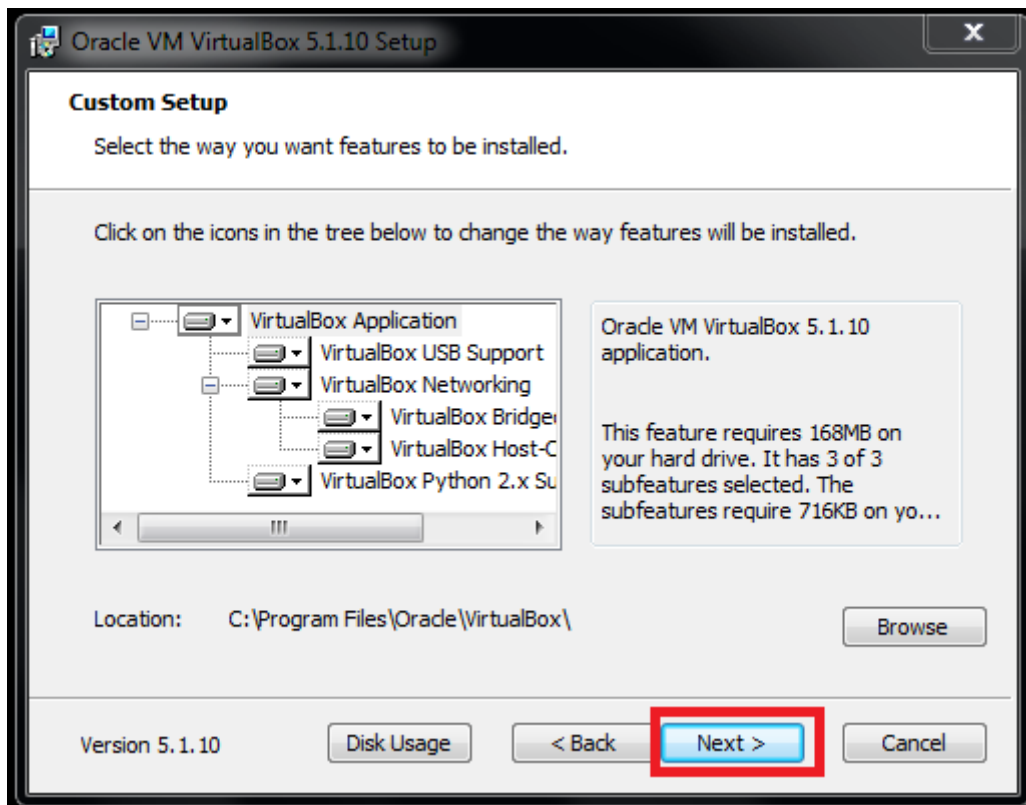 Oracle VM VirtualBox 5.1.10 Setup
Custom Setup
Select the way you want features to be installed.
Click on the icons in the tree below to change the way features will be installed.
VirtualBox Application
VirtualBox USB Support
VirtualBox Networking
VirtualBox Bridge
VirtualBox Host-C
VirtualBox Python 2.x Su
Oracle VM VirtualBox 5.1.10
application.
This feature requires 168MB on
your hard drive. It has 3 of 3
subfeatures selected. The
subfeatures require 716KB on yo...
Location: C:\Program Files\Oracle\VirtualBox\
Browse
Version 5.1.10
Disk Usage
< Back
Next >
Cancel